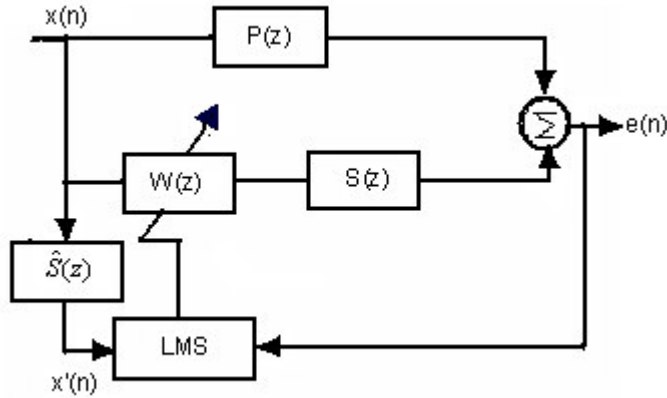 x(n)
P(z)
Σ
e(n)
W(z)
S(z)
Ŝ(z)
LMS
x'(n)